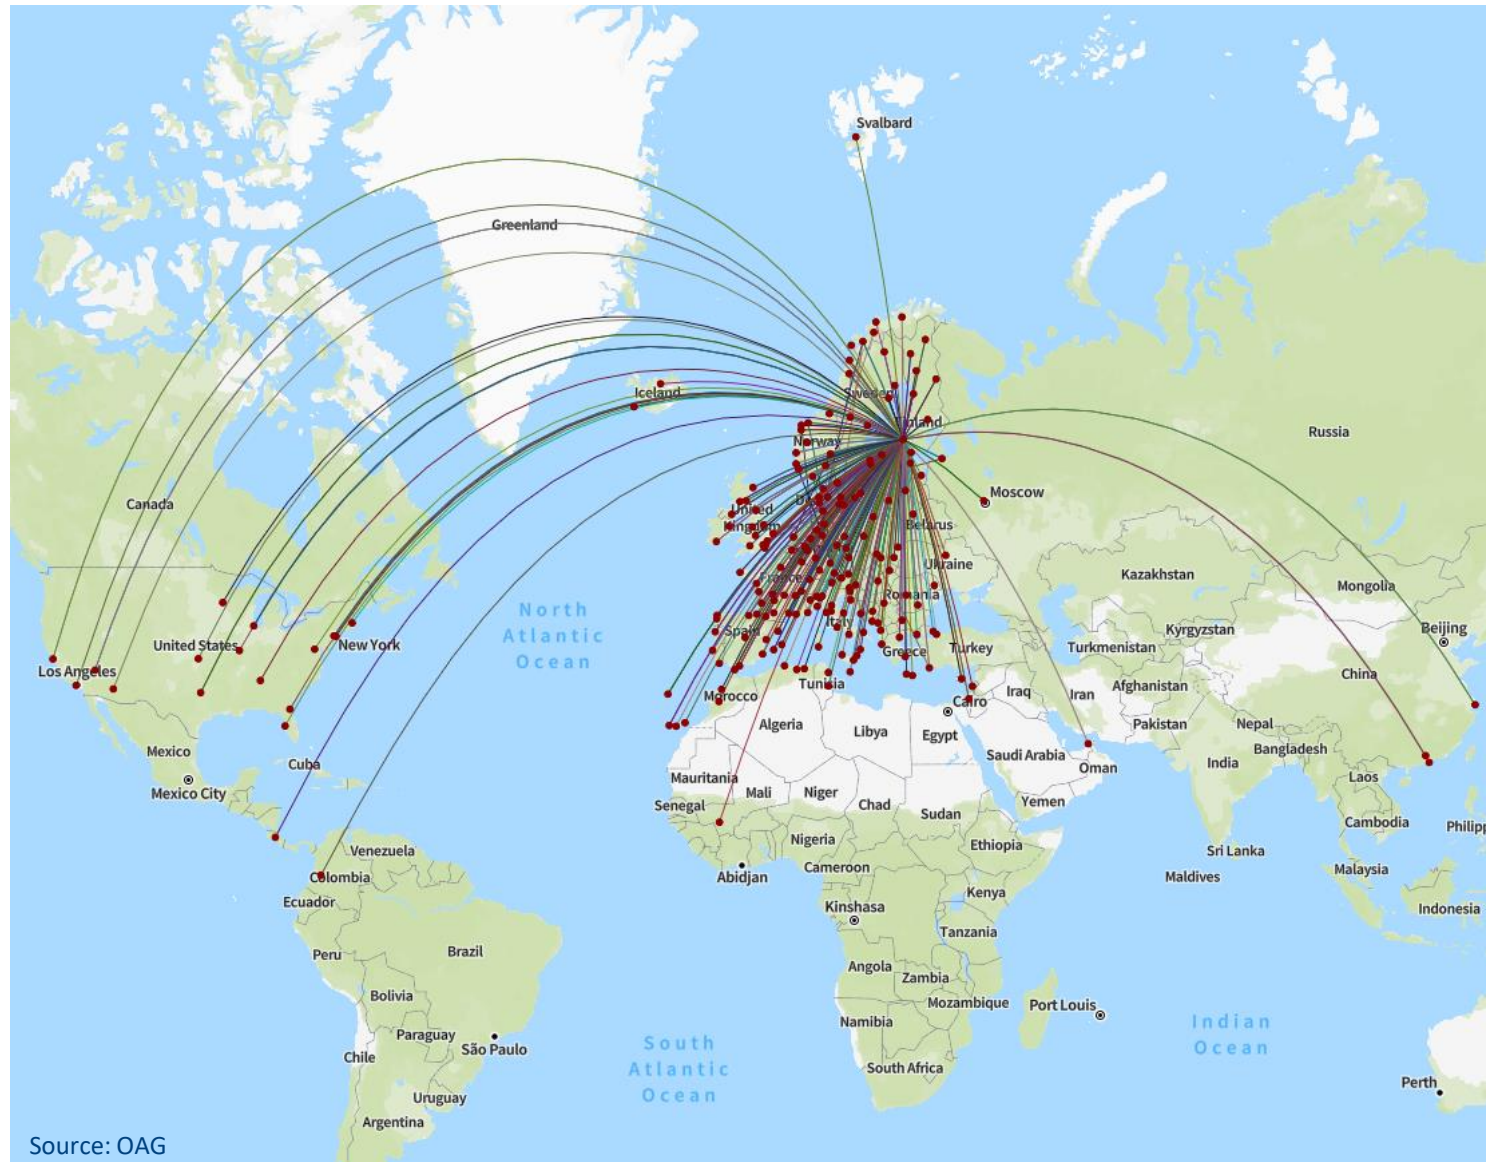 Svalbard
Greenland
Iceland
Sweden
Finland
Norway
Russia
Canada
Moscow
United
Kingdom
Belarus
Ukraine
Kazakhstan
Mongolia
France
Romania
North
Atlantic
Ocean
Spain
Italy
Kyrgyzstan
Beijing
United States
New York
Greece
Turkey
Turkmenistan
Los Angeles
China
Tunisia
Afghanistan
Iraq
Iran
Morocco
Cairo
Algeria
Libya
Egypt
Pakistan
Nepal
Mexico
Bangladesh
Saudi Arabia
India
Cuba
Oman
Laos
Mauritania
Mexico City
Mali
Niger
Chad
Yemen
Senegal
Sudan
Cambodia
Philipp
Nigeria
Ethiopia
Venezuela
Sri Lanka
Cameroon
Malaysia
Abidjan
Colombia
Maldives
Kenya
Ecuador
Kinshasa
Indonesia
Tanzania
Brazil
Peru
Angola
Zambia
Bolivia
Mozambique
Port Louis
Namibia
Indian
Ocean
Paraguay
São Paulo
South
Atlantic
Ocean
Chile
South Africa
Perth
Uruguay
Argentina
Source: OAG